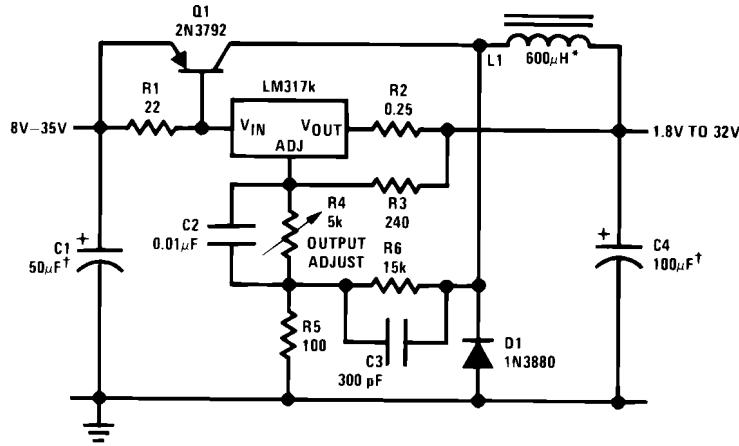 Q1
2N3792
L1
600μH*
R1
22
LM317k
R2
0.25
8V–35V
VIN
VOUT
ADJ
1.8V TO 32V
R4
5k
R3
240
C2
0.01μF
OUTPUT
ADJUST
R6
15k
C1
50μF†
+
C4
100μF†
+
R5
100
C3
300 pF
D1
1N3880